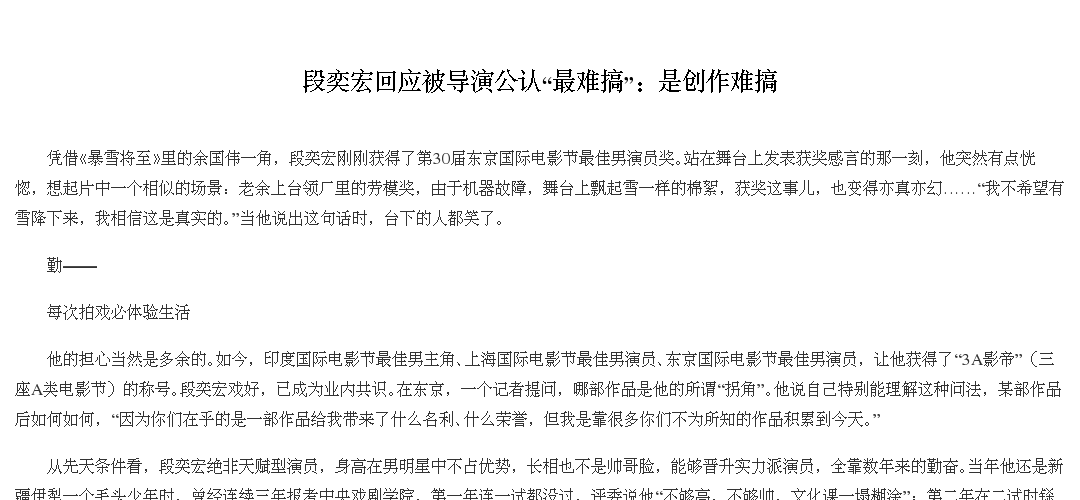 段奕宏回应被导演公认“最难搞”：是创作难搞
凭借《暴雪将至》里的余国伟一角，段奕宏刚刚获得了第30届东京国际电影节最佳男演员奖。站在舞台上发表获奖感言的那一刻，他突然有点恍
惚，想起片中一个相似的场景：老余上台领厂里的劳模奖，由于机器故障，舞台上飘起雪一样的棉絮，获奖这事儿，也变得亦真亦幻……“我不希望有
雪降下来，我相信这是真实的。”当他说出这句话时，台下的人都笑了。
勤——
每次拍戏必体验生活
他的担心当然是多余的。如今，印度国际电影节最佳男主角、上海国际电影节最佳男演员、东京国际电影节最佳男演员，让他获得了“3A影帝”（三
座A类电影节）的称号。段奕宏戏好，已成为业内共识。在东京，一个记者提问，哪部作品是他的所谓“拐角”。他说自己特别能理解这种问法，某部作品
后如何如何，“因为你们在乎的是一部作品给我带来了什么名利、什么荣誉，但我是靠很多你们不为所知的作品积累到今天。”
从先天条件看，段奕宏绝非天赋型演员，身高在男明星中不占优势，长相也不是帅哥脸，能够晋升实力派演员，全靠数年来的勤奋。当年他还是新
疆伊犁一个毛头少年时，曾经连续三年报考中央戏剧学院，第一年连一试都没过，评委说他“不够高，不够帅，文化课一塌糊涂”；第二年在二试时铩